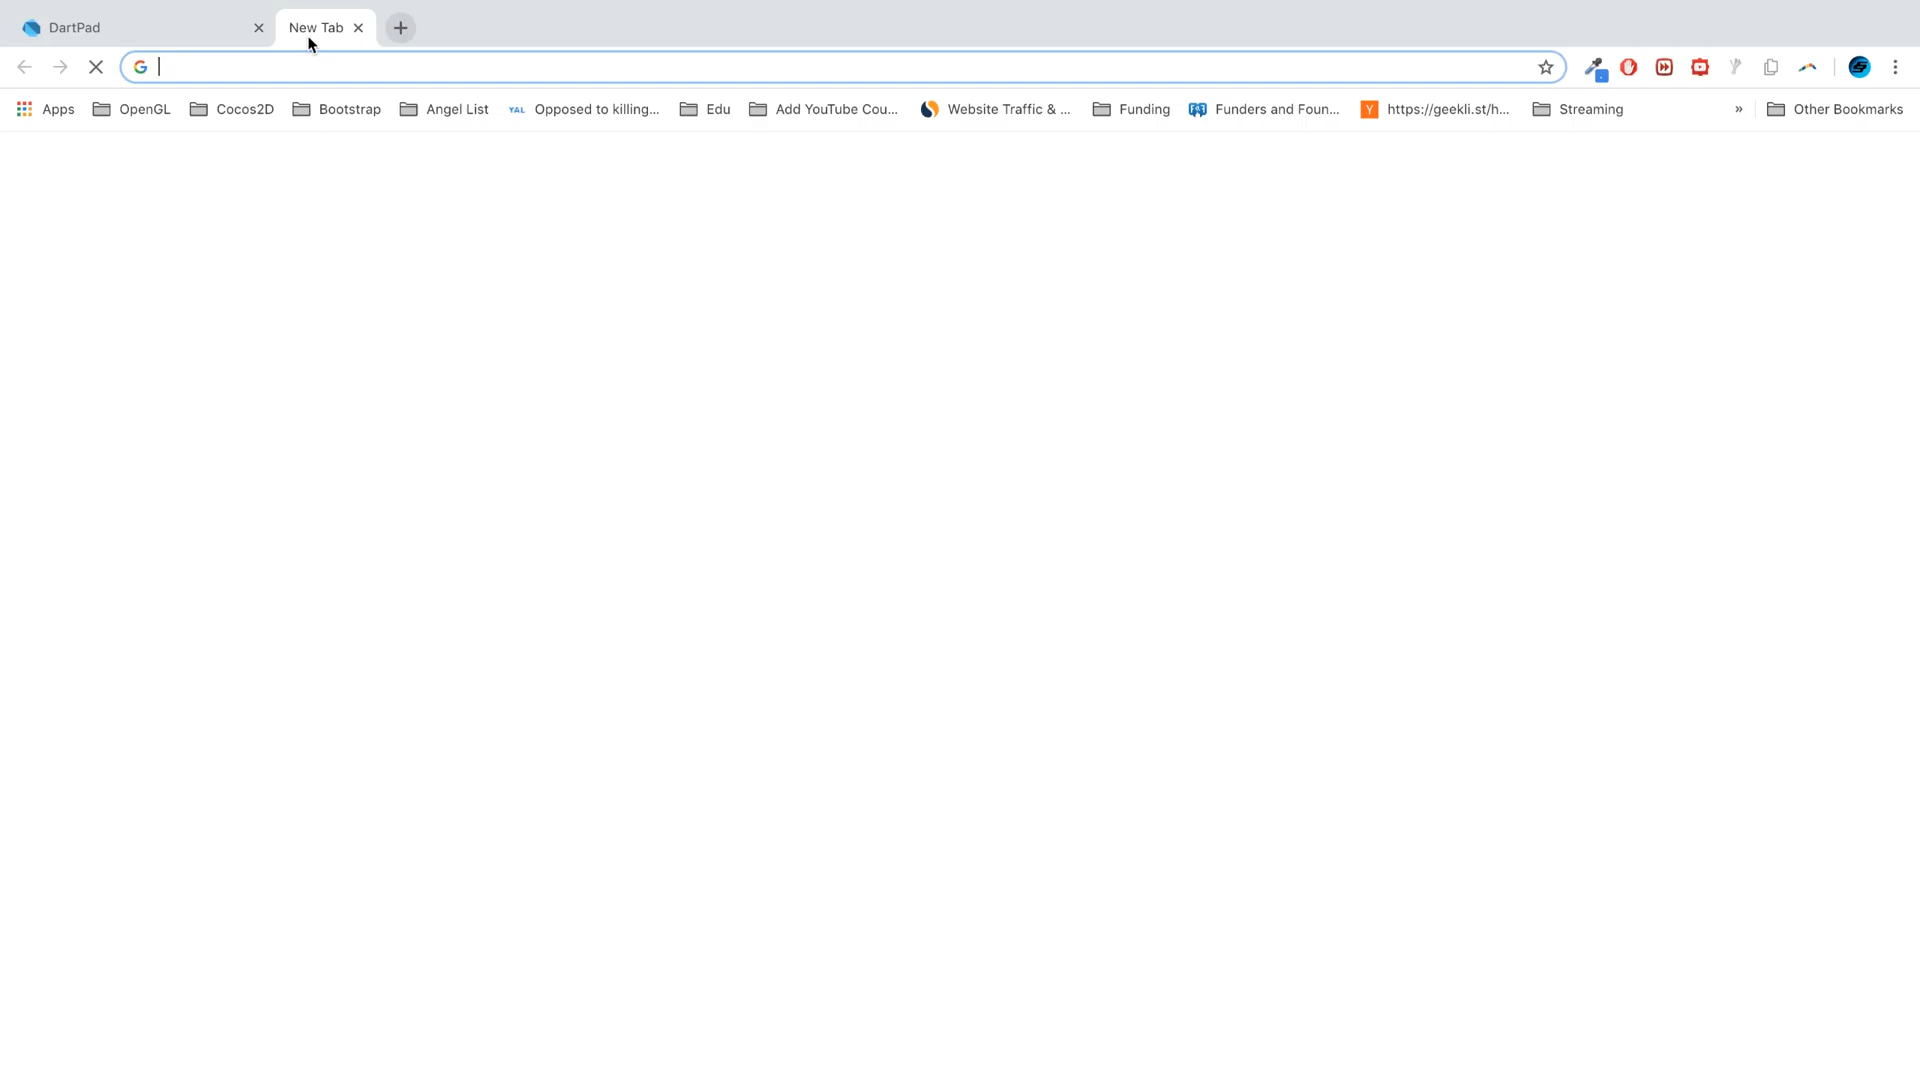 DartPad
New Tab
Apps OpenGL Cocos2D Bootstrap Angel List YAL Opposed to killing... Edu Add YouTube Cou... Website Traffic & ... Funding Funders and Foun... Y https://geekli.st/h... Streaming » Other Bookmarks